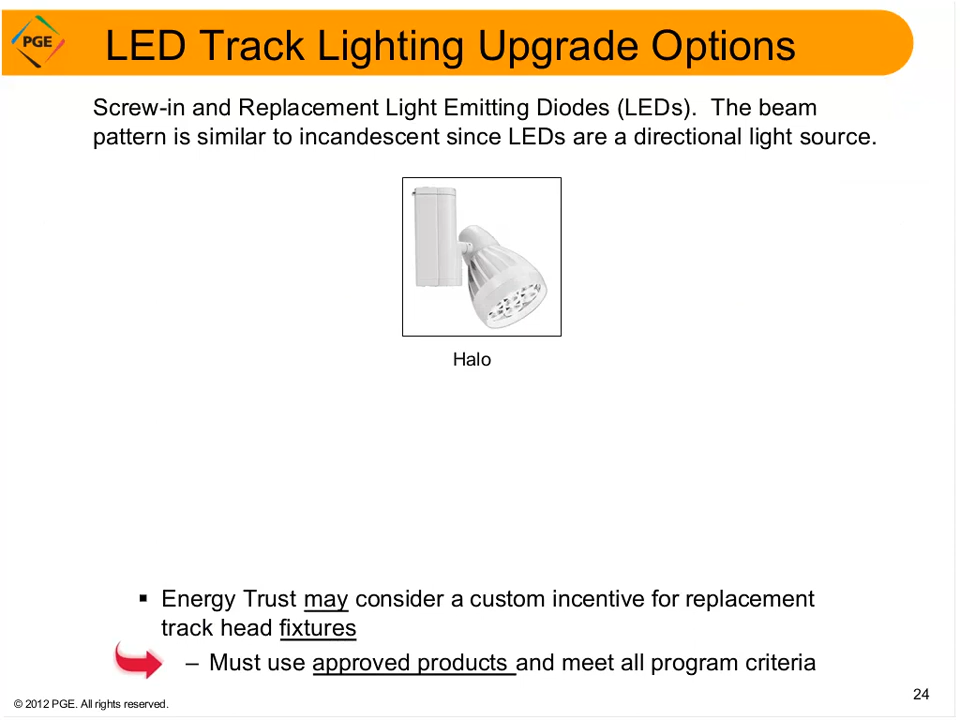 PGE
LED Track Lighting Upgrade Options
Screw-in and Replacement Light Emitting Diodes (LEDs).  The beam
pattern is similar to incandescent since LEDs are a directional light source.
Halo
▪ Energy Trust may consider a custom incentive for replacement
track head fixtures
– Must use approved products and meet all program criteria
24
© 2012 PGE. All rights reserved.